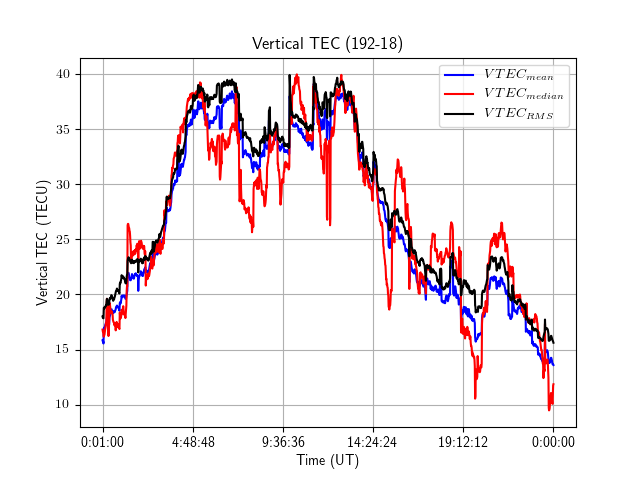 Vertical TEC (192-18)
VTEC_mean
VTEC_median
VTEC_RMS
Vertical TEC (TECU)
40
35
30
25
20
15
10
0:01:00 4:48:48 9:36:36 14:24:24 19:12:12 0:00:00
Time (UT)